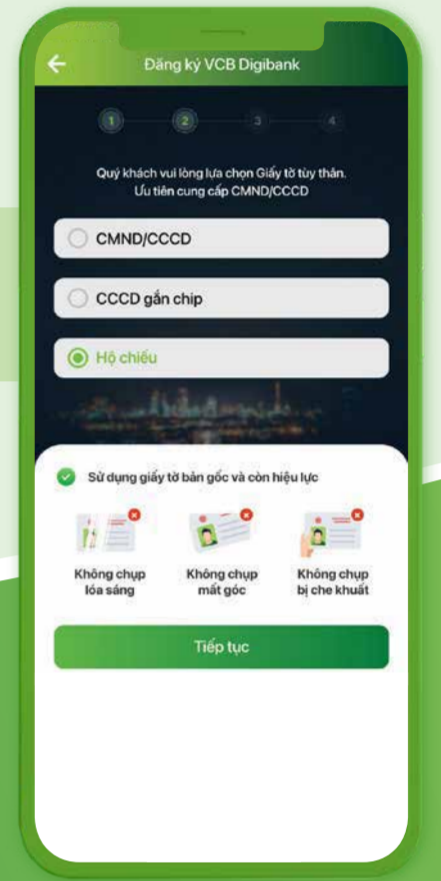 Đăng ký VCB Digibank
1 2 3 4
Quý khách vui lòng lựa chọn Giấy tờ tùy thân.
Ưu tiên cung cấp CMND/CCCD
CMND/CCCD
CCCD gắn chip
Hộ chiếu
Sử dụng giấy tờ bản gốc và còn hiệu lực
Không chụp Không chụp Không chụp
lóa sáng mất góc bị che khuất
Tiếp tục